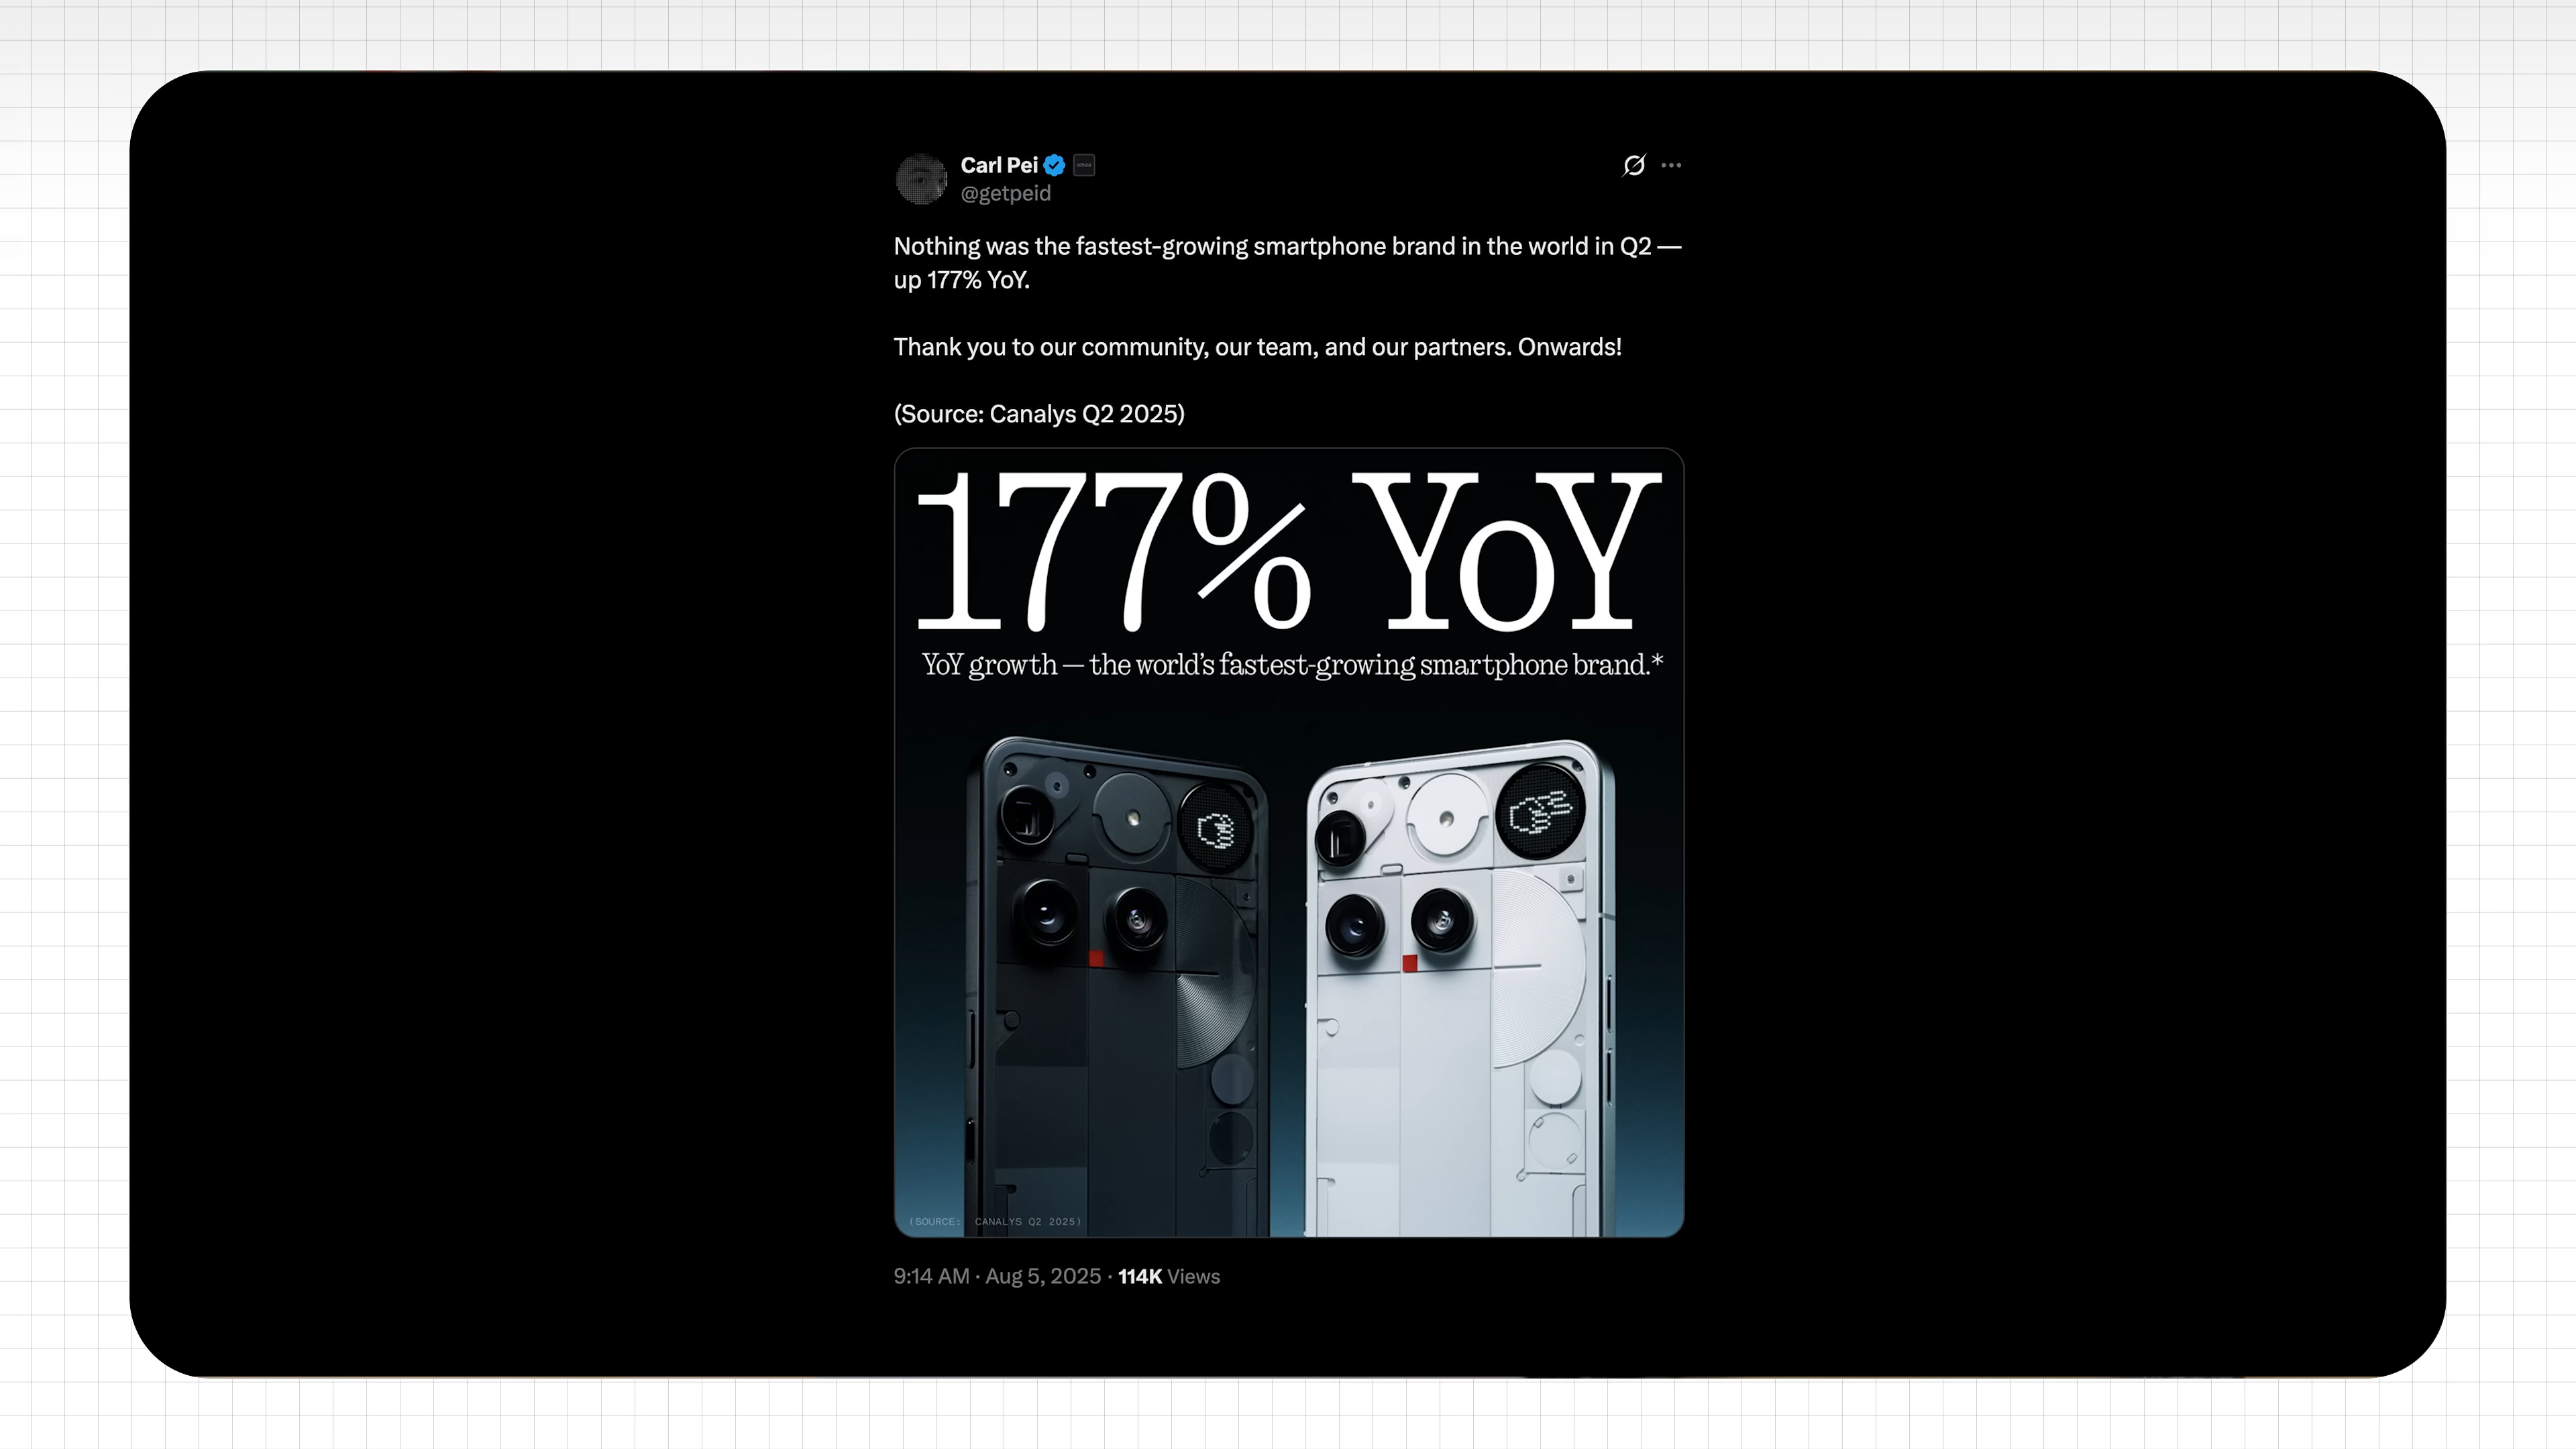 Carl Pei
@getpeid
Nothing was the fastest-growing smartphone brand in the world in Q2 —
up 177% YoY.
Thank you to our community, our team, and our partners. Onwards!
(Source: Canalys Q2 2025)
177% YoY
YoY growth — the world’s fastest-growing smartphone brand.*
(SOURCE: CANALYS Q2 2025)
9:14 AM · Aug 5, 2025 · 114K Views